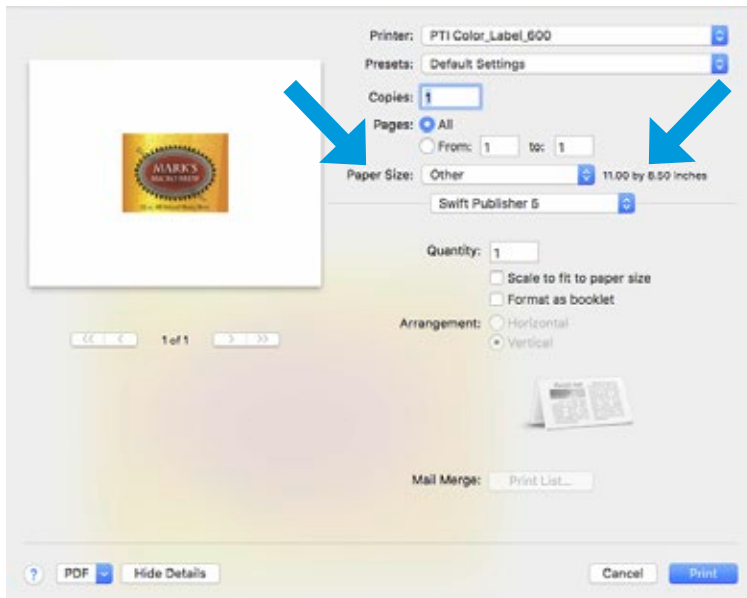 Printer: PTI Color_Label_600
Presets: Default Settings
Copies: 1
Pages: All
From: 1 to: 1
Paper Size: Other 11.00 by 8.50 inches
Swift Publisher 5
MARK'S
MICRO BREW
Quantity: 1
Scale to fit to paper size
Format as booklet
Arrangement: Horizontal
Vertical
<< < 1 of 1 > >>
Mail Merge: Print List...
? PDF Hide Details Cancel Print